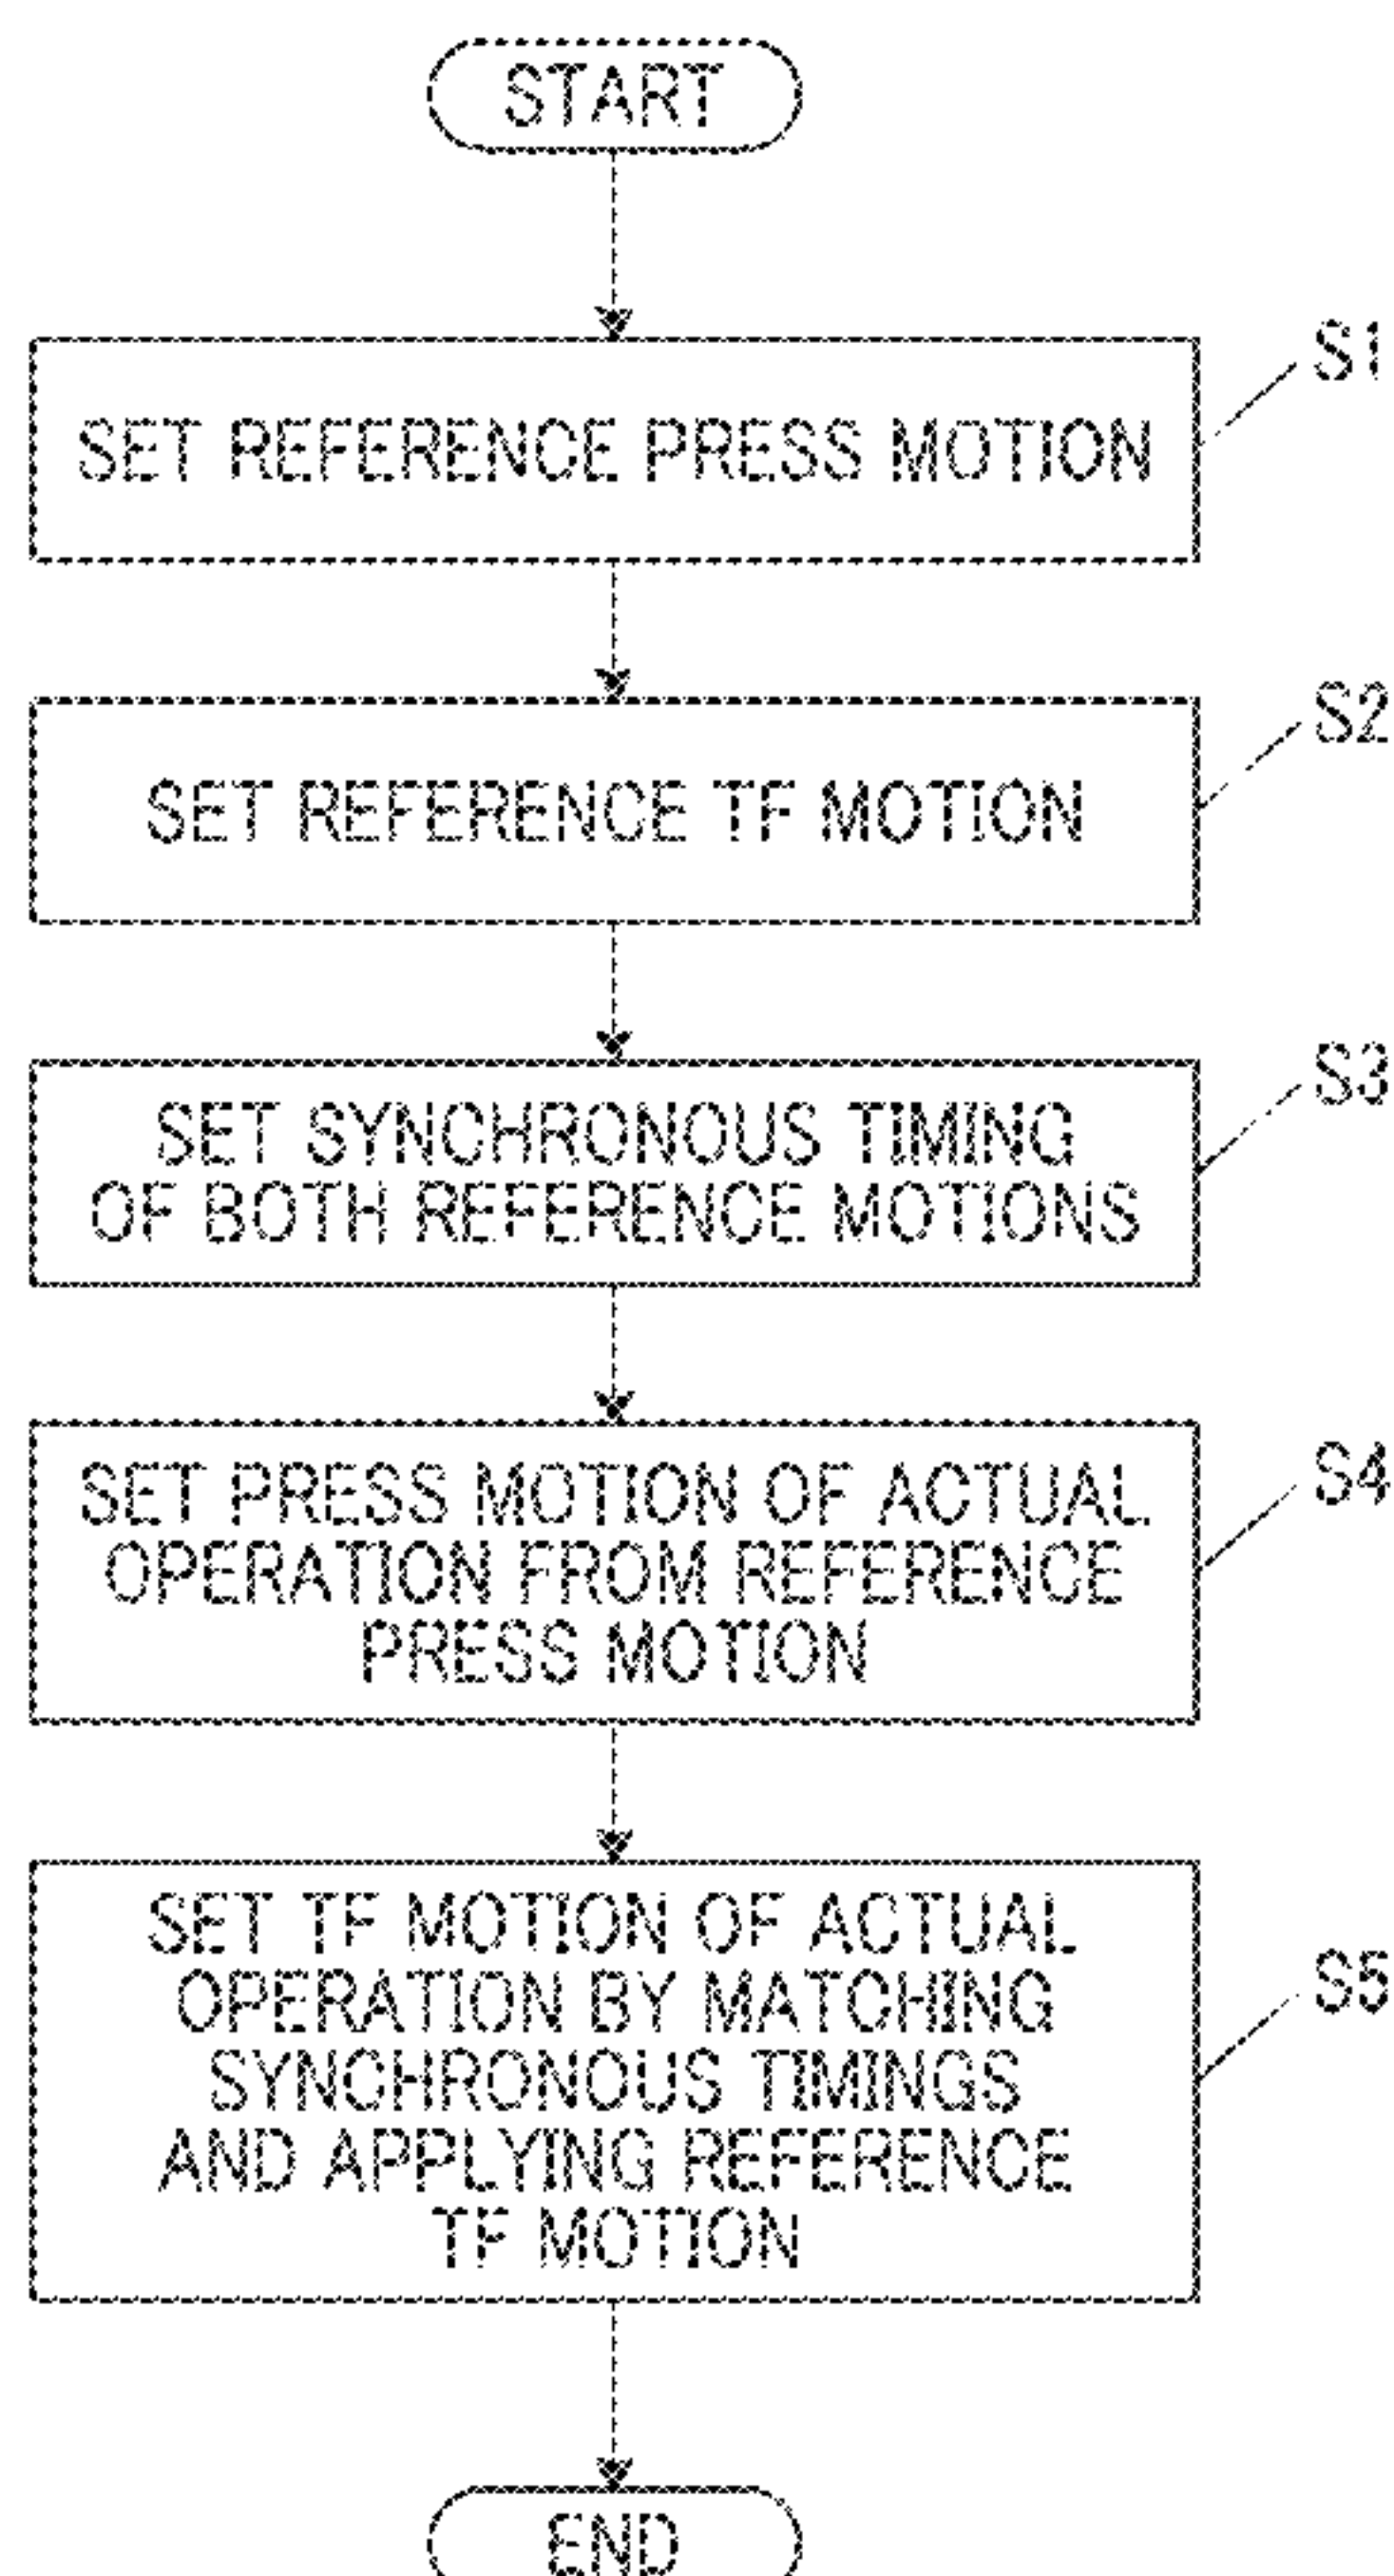 START
S1
SET REFERENCE PRESS MOTION
S2
SET REFERENCE TF MOTION
S3
SET SYNCHRONOUS TIMING
OF BOTH REFERENCE MOTIONS
S4
SET PRESS MOTION OF ACTUAL
OPERATION FROM REFERENCE
PRESS MOTION
S5
SET TF MOTION OF ACTUAL
OPERATION BY MATCHING
SYNCHRONOUS TIMINGS
AND APPLYING REFERENCE
TF MOTION
END